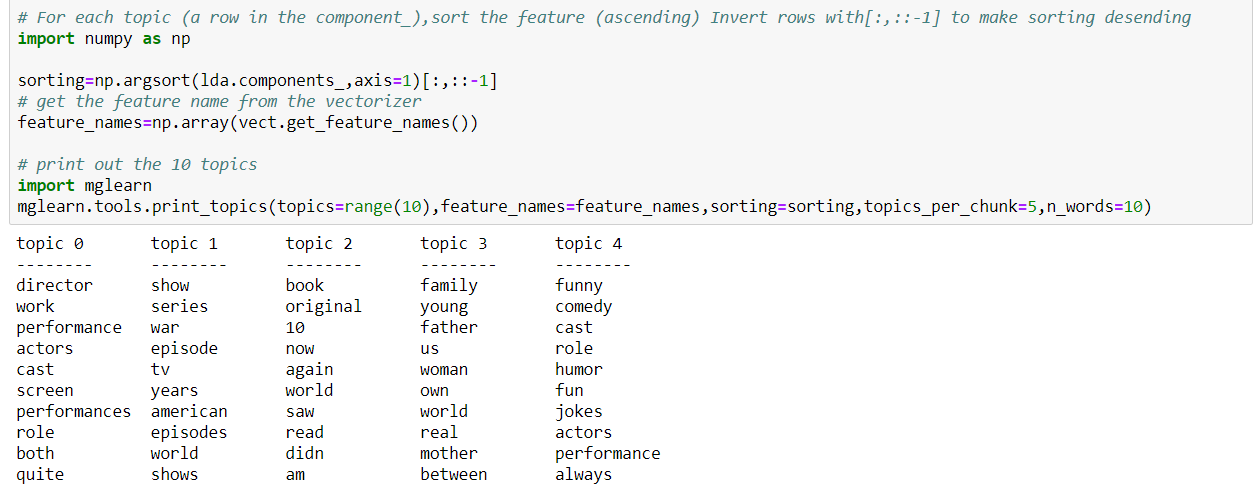 # For each topic (a row in the component_),sort the feature (ascending) Invert rows with[:,::-1] to make sorting desending
import numpy as np
sorting=np.argsort(lda.components_,axis=1)[:,::-1]
# get the feature name from the vectorizer
feature_names=np.array(vect.get_feature_names())
# print out the 10 topics
import mglearn
mglearn.tools.print_topics(topics=range(10),feature_names=feature_names,sorting=sorting,topics_per_chunk=5,n_words=10)
topic 0 topic 1 topic 2 topic 3 topic 4
-------- -------- -------- -------- --------
director show book family funny
work series original young comedy
performance war 10 father cast
actors episode now us role
cast tv again woman humor
screen years world own fun
performances american saw world jokes
role episodes read real actors
both world didn mother performance
quite shows am between always